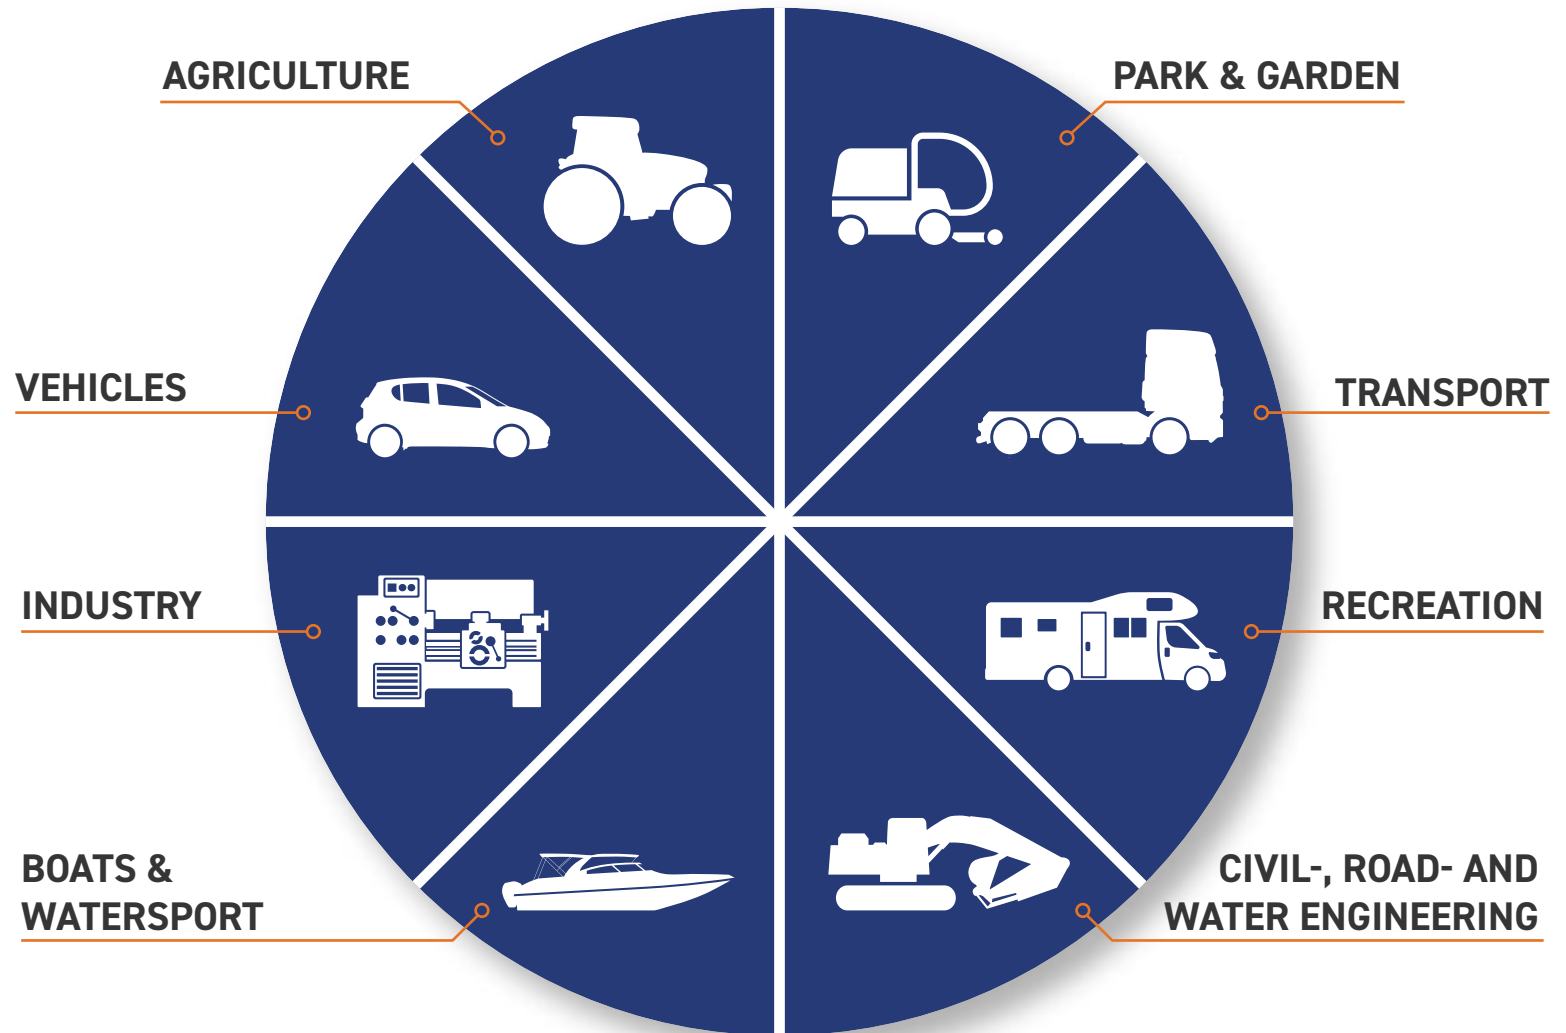 AGRICULTURE
PARK & GARDEN
VEHICLES
TRANSPORT
INDUSTRY
RECREATION
BOATS &
WATERSPORT
CIVIL-, ROAD- AND
WATER ENGINEERING